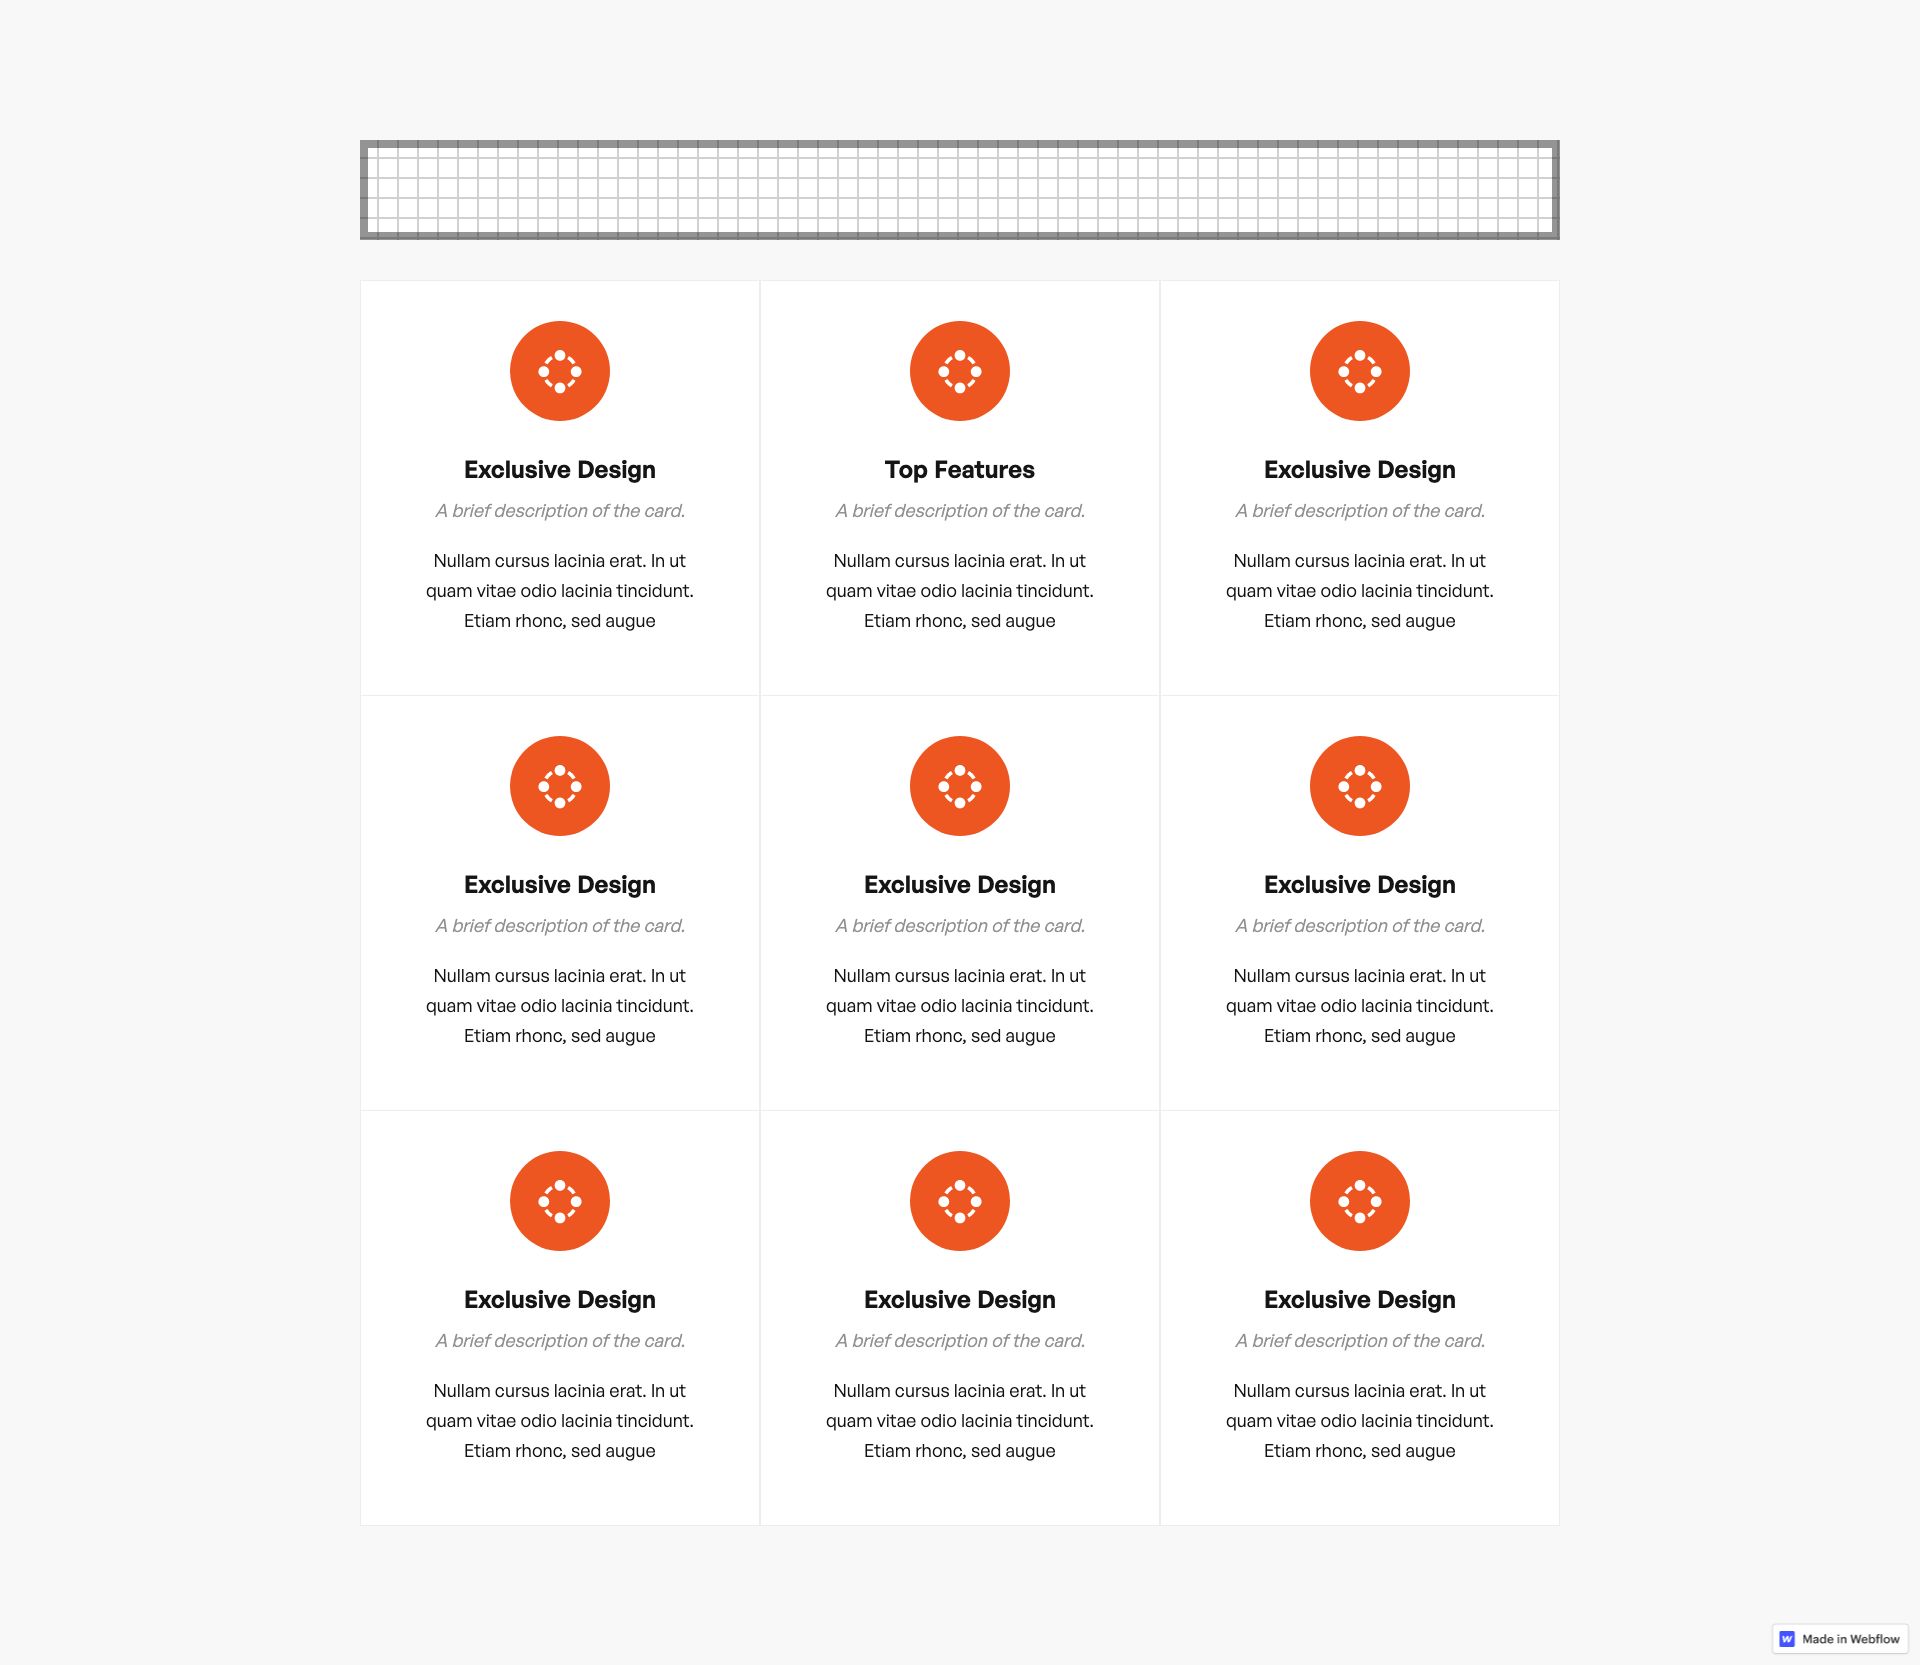 Exclusive Design
A brief description of the card.
Nullam cursus lacinia erat. In ut
quam vitae odio lacinia tincidunt.
Etiam rhonc, sed augue
Top Features
A brief description of the card.
Nullam cursus lacinia erat. In ut
quam vitae odio lacinia tincidunt.
Etiam rhonc, sed augue
Exclusive Design
A brief description of the card.
Nullam cursus lacinia erat. In ut
quam vitae odio lacinia tincidunt.
Etiam rhonc, sed augue
Exclusive Design
A brief description of the card.
Nullam cursus lacinia erat. In ut
quam vitae odio lacinia tincidunt.
Etiam rhonc, sed augue
Exclusive Design
A brief description of the card.
Nullam cursus lacinia erat. In ut
quam vitae odio lacinia tincidunt.
Etiam rhonc, sed augue
Exclusive Design
A brief description of the card.
Nullam cursus lacinia erat. In ut
quam vitae odio lacinia tincidunt.
Etiam rhonc, sed augue
Exclusive Design
A brief description of the card.
Nullam cursus lacinia erat. In ut
quam vitae odio lacinia tincidunt.
Etiam rhonc, sed augue
Exclusive Design
A brief description of the card.
Nullam cursus lacinia erat. In ut
quam vitae odio lacinia tincidunt.
Etiam rhonc, sed augue
Exclusive Design
A brief description of the card.
Nullam cursus lacinia erat. In ut
quam vitae odio lacinia tincidunt.
Etiam rhonc, sed augue
Made in Webflow